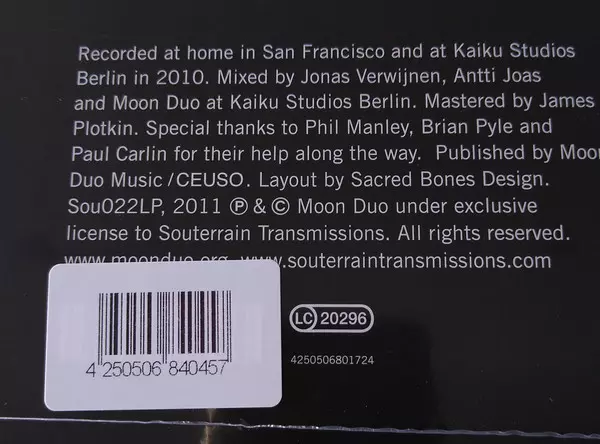 Recorded at home in San Francisco and at Kaiku Studios
Berlin in 2010. Mixed by Jonas Verwijnen, Antti Joas
and Moon Duo at Kaiku Studios Berlin. Mastered by James
Plotkin. Special thanks to Phil Manley, Brian Pyle and
Paul Carlin for their help along the way. Published by Moon
Duo Music/CEUSO. Layout by Sacred Bones Design.
Sou022LP, 2011 ℗ & © Moon Duo under exclusive
license to Souterrain Transmissions. All rights reserved.
www.moonduo.org www.souterraintransmissions.com
LC 20296
4250506801724
4 250506 840457